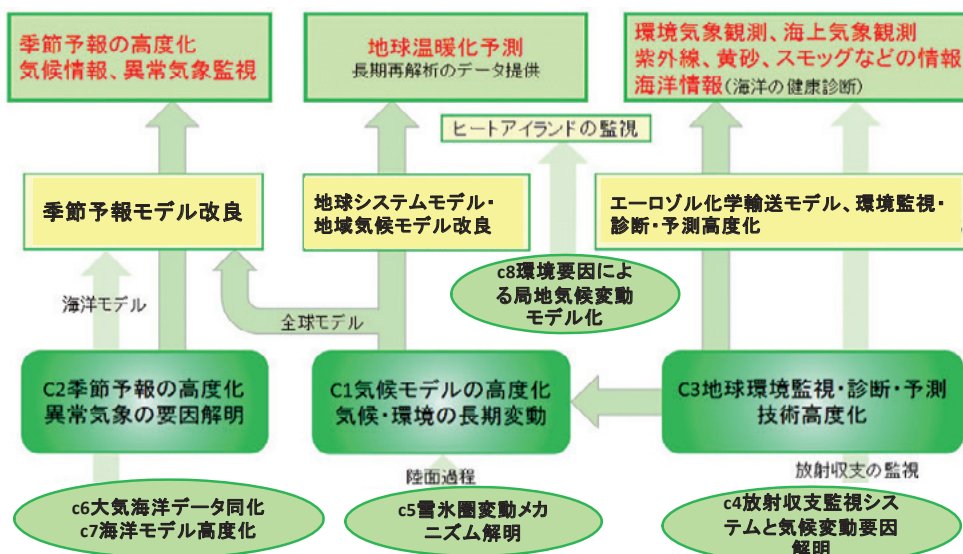 季節予報の高度化
気候情報、異常気象監視
地球温暖化予測
長期再解析のデータ提供
環境気象観測、海上気象観測
紫外線、黄砂、スモッグなどの情報
海洋情報(海洋の健康診断)
ヒートアイランドの監視
季節予報モデル改良
地球システムモデル・
地域気候モデル改良
エーロゾル化学輸送モデル、環境監視・
診断・予測高度化
c8環境要因によ
る局地気候変動
モデル化
海洋モデル
全球モデル
C2季節予報の高度化
異常気象の要因解明
C1気候モデルの高度化
気候・環境の長期変動
C3地球環境監視・診断・予測
技術高度化
陸面過程
放射収支の監視
c6大気海洋データ同化
c7海洋モデル高度化
c5雪氷圏変動メカ
ニズム解明
c4放射収支監視シス
テムと気候変動要因
解明